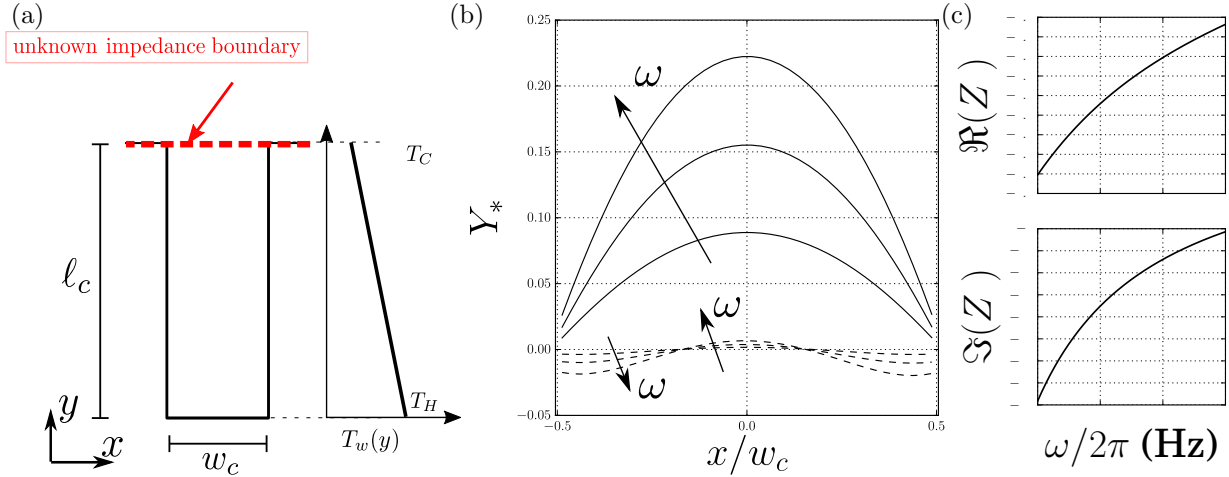 (a)
unknown impedance boundary
T_C
ℓ_c
T_H
y
x
w_c
T_w(y)
(b)
0.25
0.20
0.15
0.10
0.05
0.00
−0.05
Y_*
ω
ω
ω
−0.5
0.0
0.5
x/w_c
(c)
ℜ(Z )
ℑ(Z )
ω/2π (Hz)